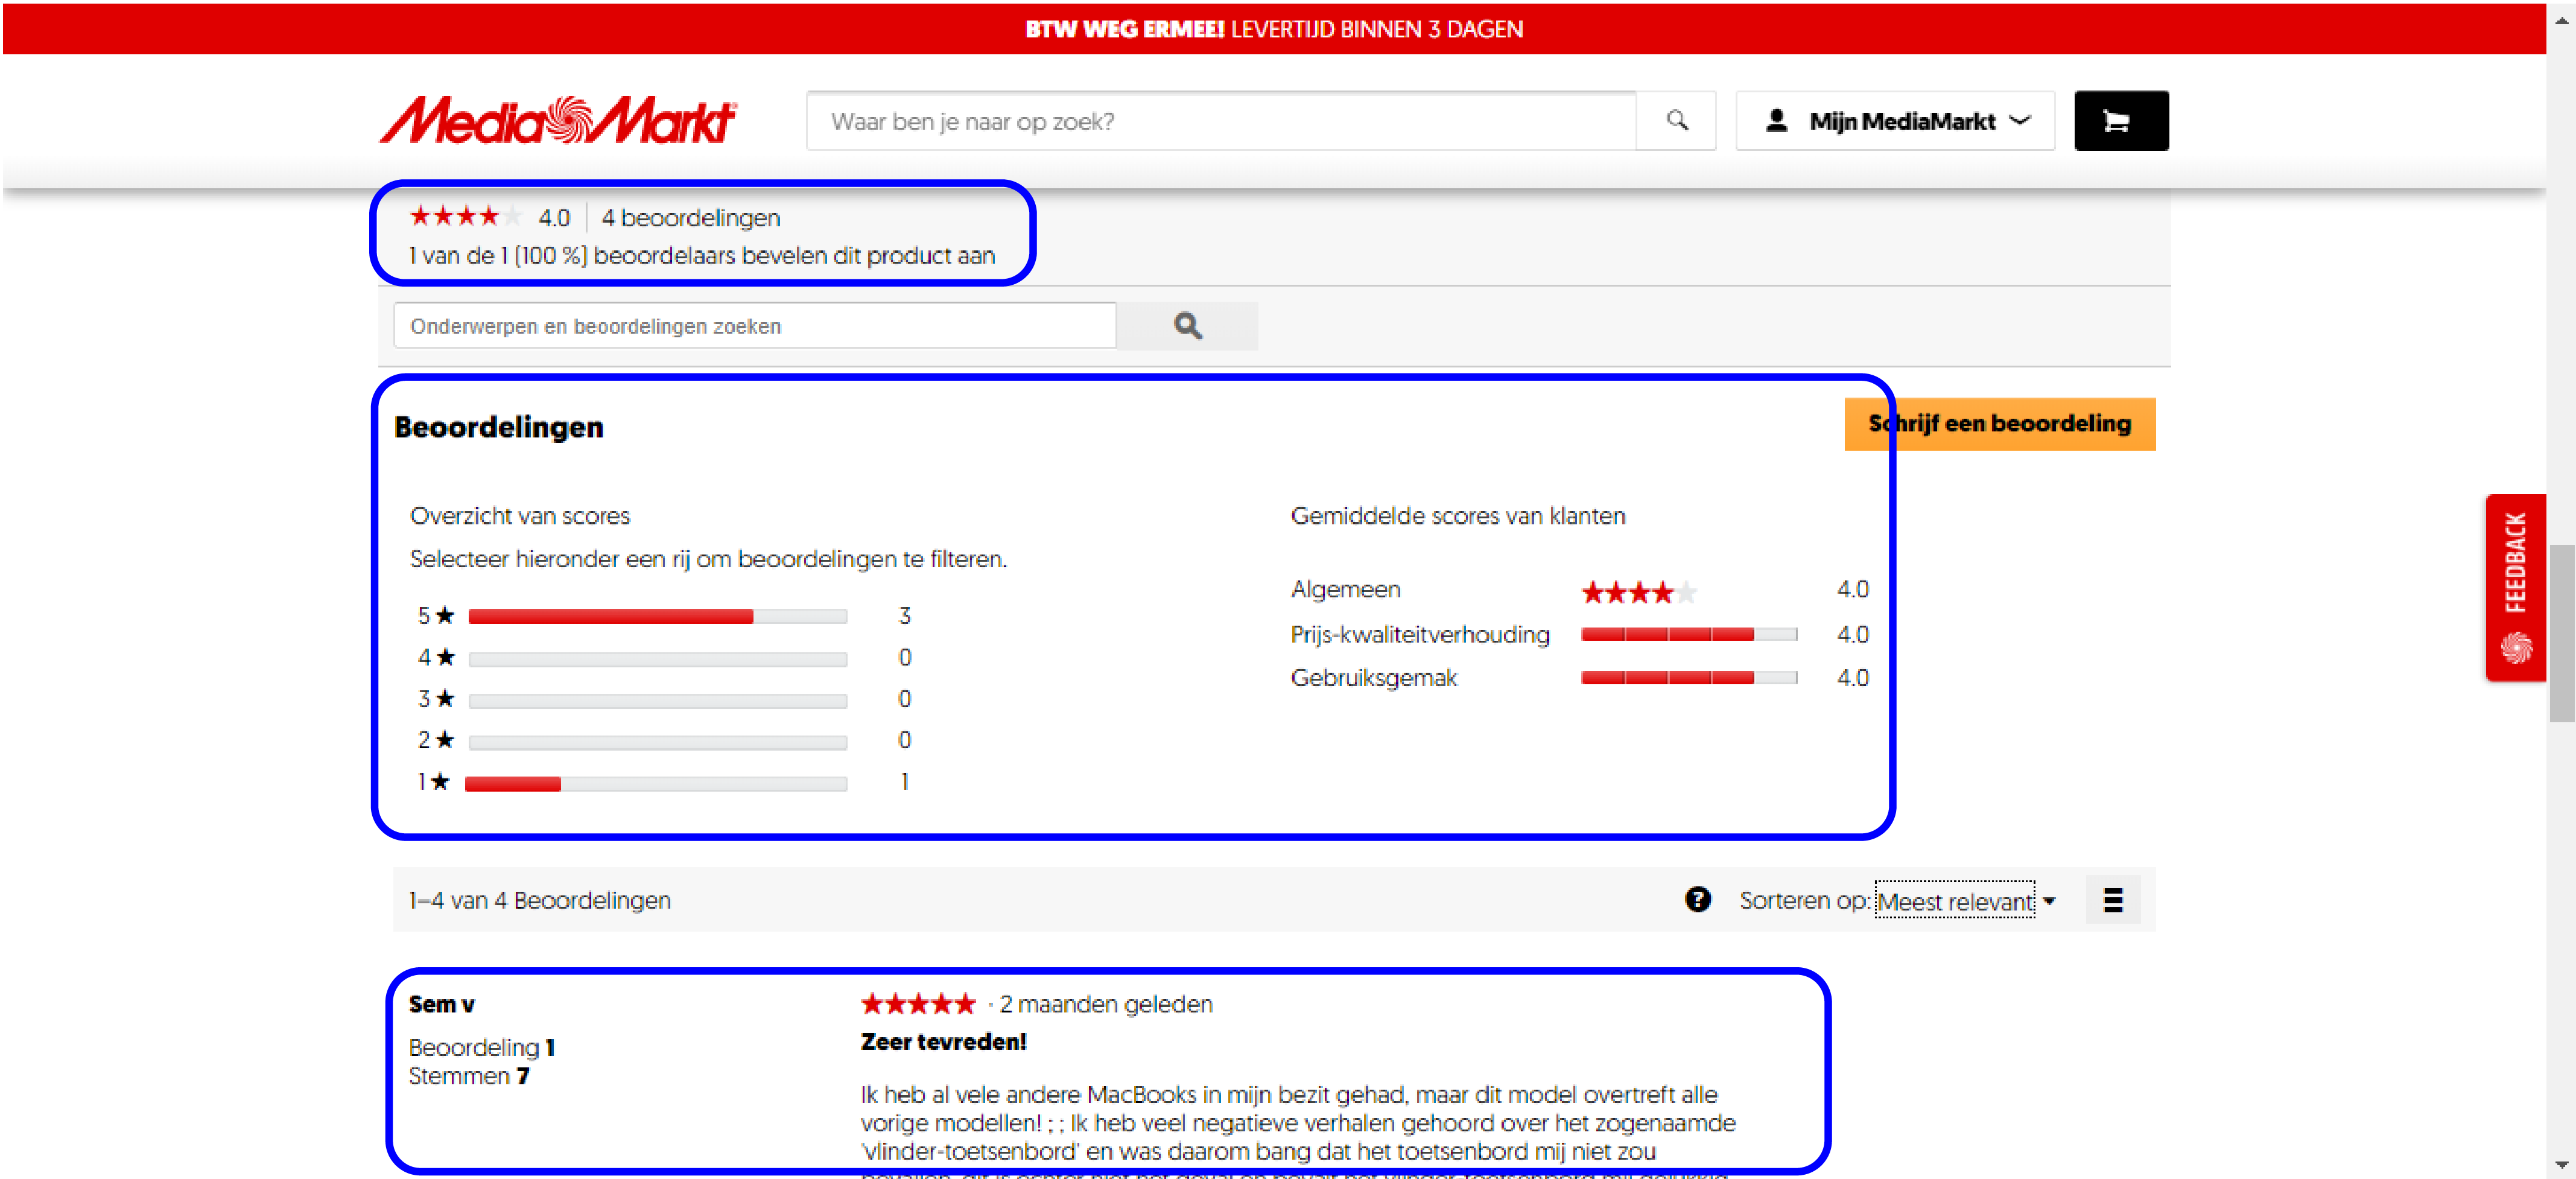 BTW WEG ERMEE! LEVERTIJD BINNEN 3 DAGEN
MediaMarkt
Waar ben je naar op zoek?
Mijn MediaMarkt
4.0 | 4 beoordelingen
1 van de 1 (100 %) beoordelaars bevelen dit product aan
Onderwerpen en beoordelingen zoeken
Beoordelingen
Schrijf een beoordeling
Overzicht van scores
Selecteer hieronder een rij om beoordelingen te filteren.
5★ 3
4★ 0
3★ 0
2★ 0
1★ 1
Gemiddelde scores van klanten
Algemeen ★★★★★ 4.0
Prijs-kwaliteitverhouding 4.0
Gebruiksgemak 4.0
FEEDBACK
1–4 van 4 Beoordelingen
? Sorteren op: Meest relevant
Sem v
Beoordeling 1
Stemmen 7
★★★★★ · 2 maanden geleden
Zeer tevreden!
Ik heb al vele andere MacBooks in mijn bezit gehad, maar dit model overtreft alle
vorige modellen! ; ; Ik heb veel negatieve verhalen gehoord over het zogenaamde
'vlinder-toetsenbord' en was daarom bang dat het toetsenbord mij niet zou